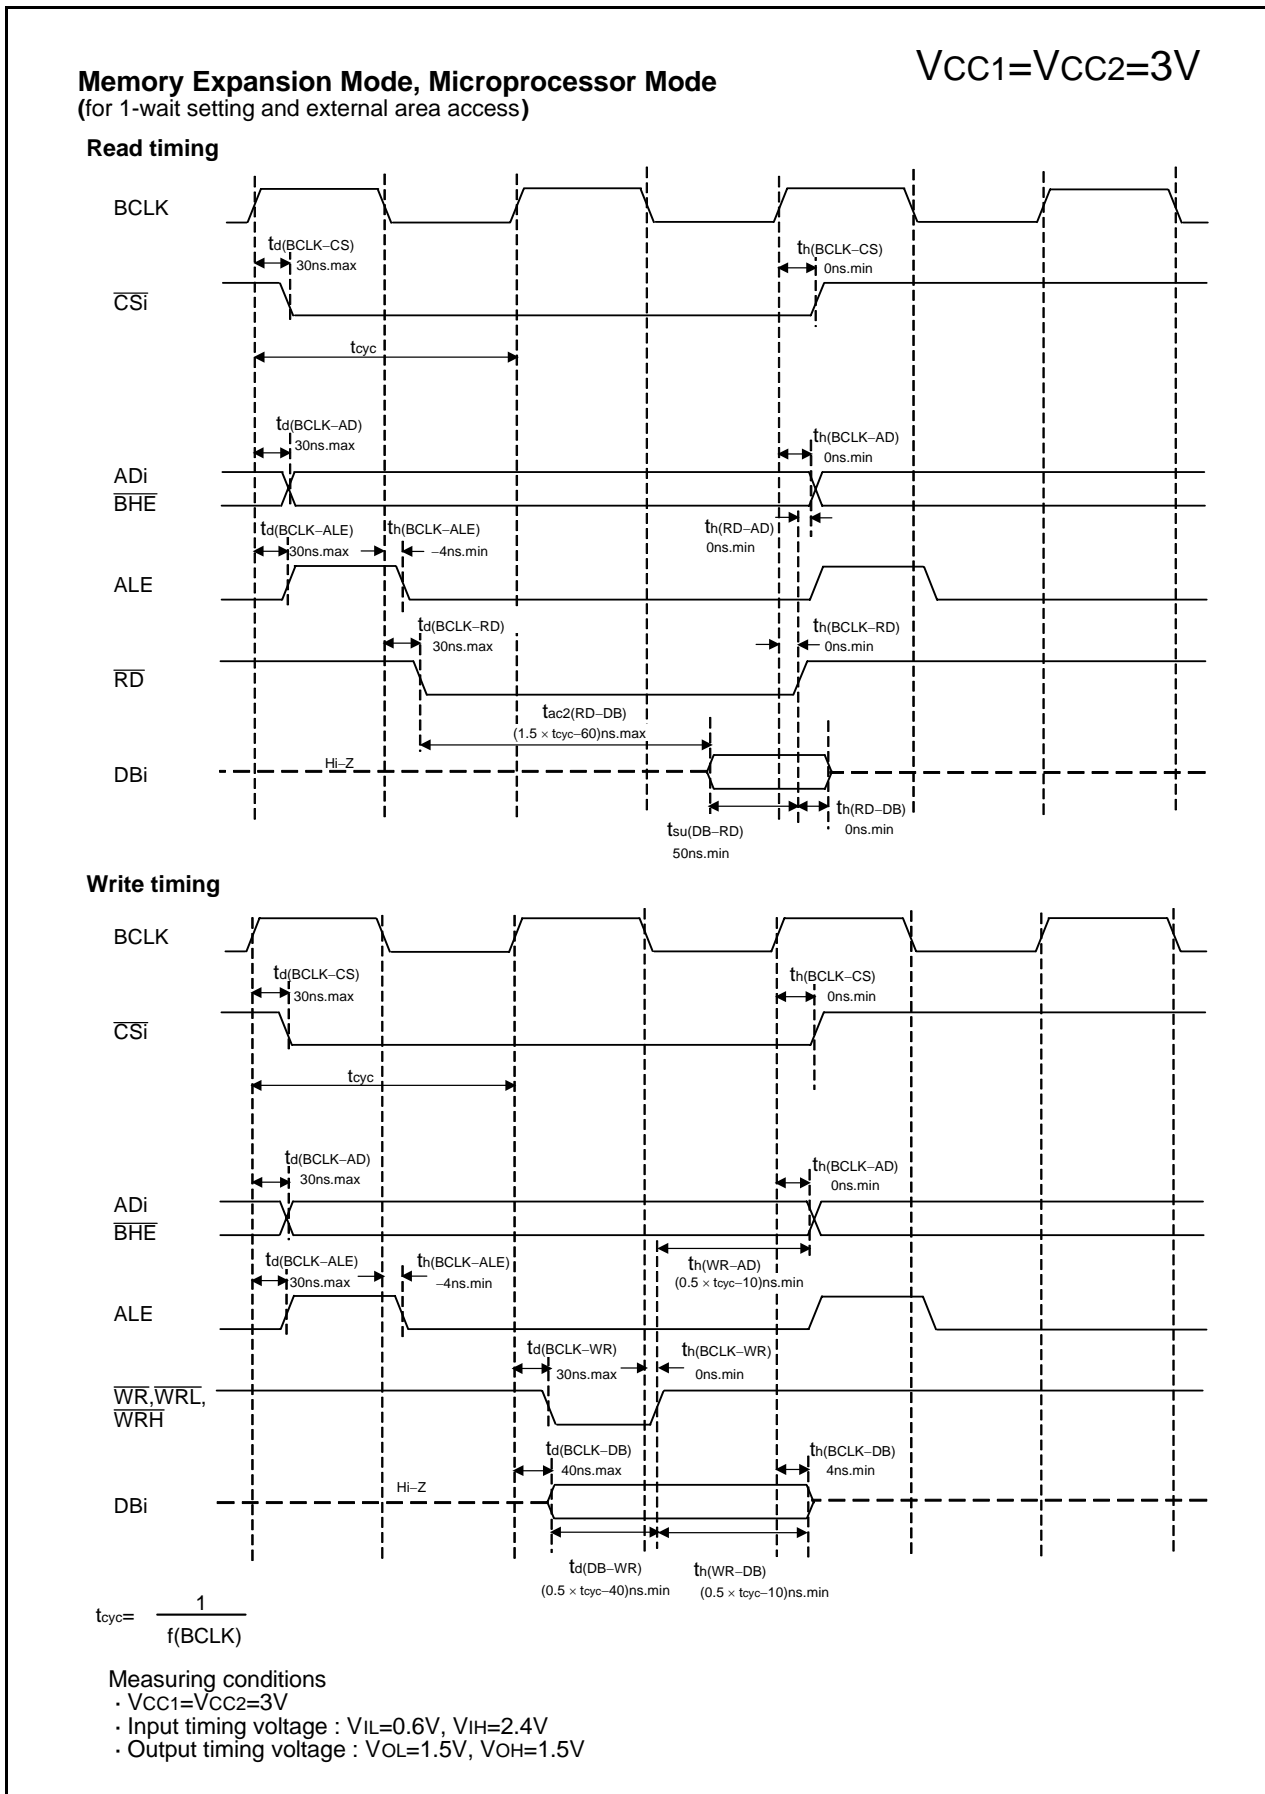 VCC1=VCC2=3V
Memory Expansion Mode, Microprocessor Mode
(for 1-wait setting and external area access)
Read timing
BCLK
td(BCLK−CS)
30ns.max
th(BCLK−CS)
0ns.min
CSi
tcyc
td(BCLK−AD)
30ns.max
th(BCLK−AD)
0ns.min
ADi
BHE
td(BCLK−ALE)
30ns.max
th(BCLK−ALE)
−4ns.min
th(RD−AD)
0ns.min
ALE
td(BCLK−RD)
30ns.max
th(BCLK−RD)
0ns.min
RD
tac2(RD−DB)
(1.5 × tcyc−60)ns.max
DBi
Hi−Z
tsu(DB−RD)
50ns.min
th(RD−DB)
0ns.min
Write timing
BCLK
td(BCLK−CS)
30ns.max
th(BCLK−CS)
0ns.min
CSi
tcyc
td(BCLK−AD)
30ns.max
th(BCLK−AD)
0ns.min
ADi
BHE
td(BCLK−ALE)
30ns.max
th(BCLK−ALE)
−4ns.min
th(WR−AD)
(0.5 × tcyc−10)ns.min
ALE
td(BCLK−WR)
30ns.max
th(BCLK−WR)
0ns.min
WR,WRL,
WRH
td(BCLK−DB)
40ns.max
th(BCLK−DB)
4ns.min
DBi
Hi−Z
td(DB−WR)
(0.5 × tcyc−40)ns.min
th(WR−DB)
(0.5 × tcyc−10)ns.min
tcyc= 1
f(BCLK)
Measuring conditions
· VCC1=VCC2=3V
· Input timing voltage : VIL=0.6V, VIH=2.4V
· Output timing voltage : VOL=1.5V, VOH=1.5V